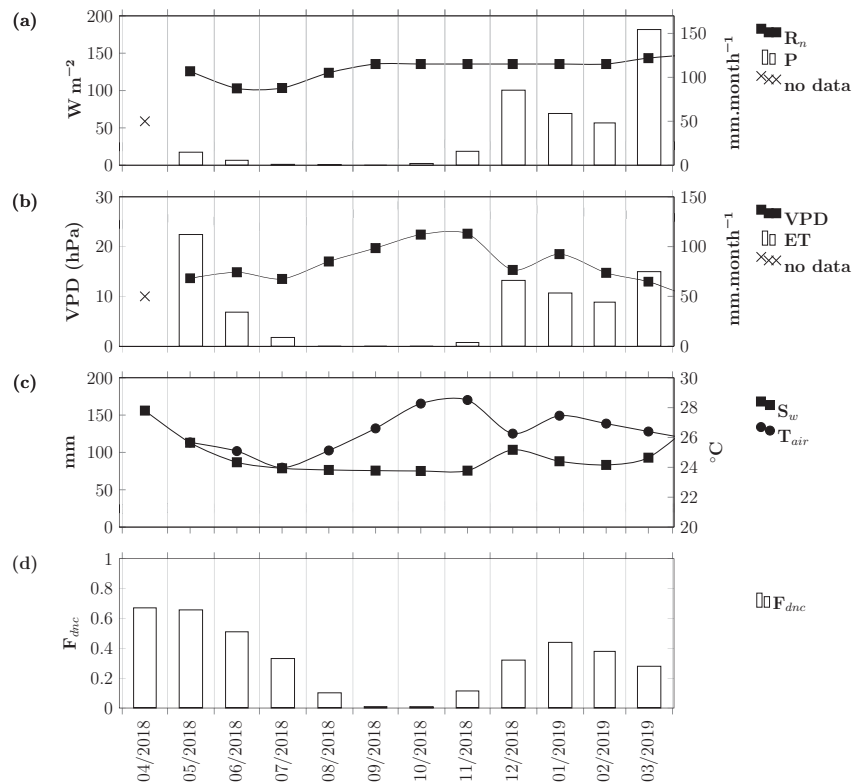 (a)
200
150
100
50
0
W m−2
150
100
50
0
mm.month−1
Rn
P
no data
(b)
30
20
10
0
VPD (hPa)
150
100
50
0
mm.month−1
VPD
ET
no data
(c)
200
150
100
50
0
mm
30
28
26
24
22
20
°C
Sw
Tair
(d)
1
0.8
0.6
0.4
0.2
0
Fdnc
Fdnc
04/2018
05/2018
06/2018
07/2018
08/2018
09/2018
10/2018
11/2018
12/2018
01/2019
02/2019
03/2019